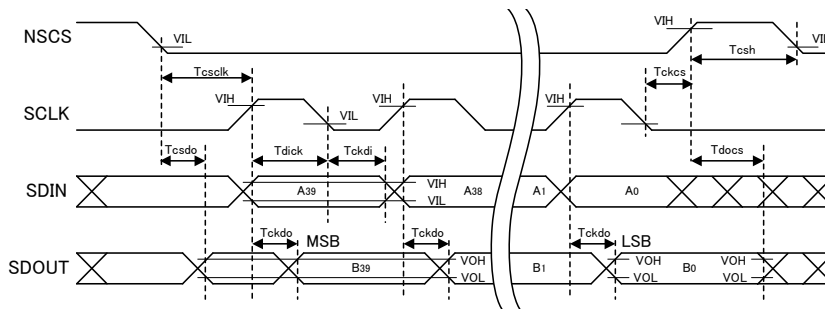 NSCS VIL VIH VIL
Tcsclk Tckcs Tcsh
SCLK VIH VIL VIH VIH
Tcsdo Tdick Tckdi Tdocs
SDIN A39 VIH VIL A38 A1 A0
Tckdo MSB Tckdo Tckdo LSB
SDOUT B39 VOH VOL B1 VOH VOL B0 VOH VOL